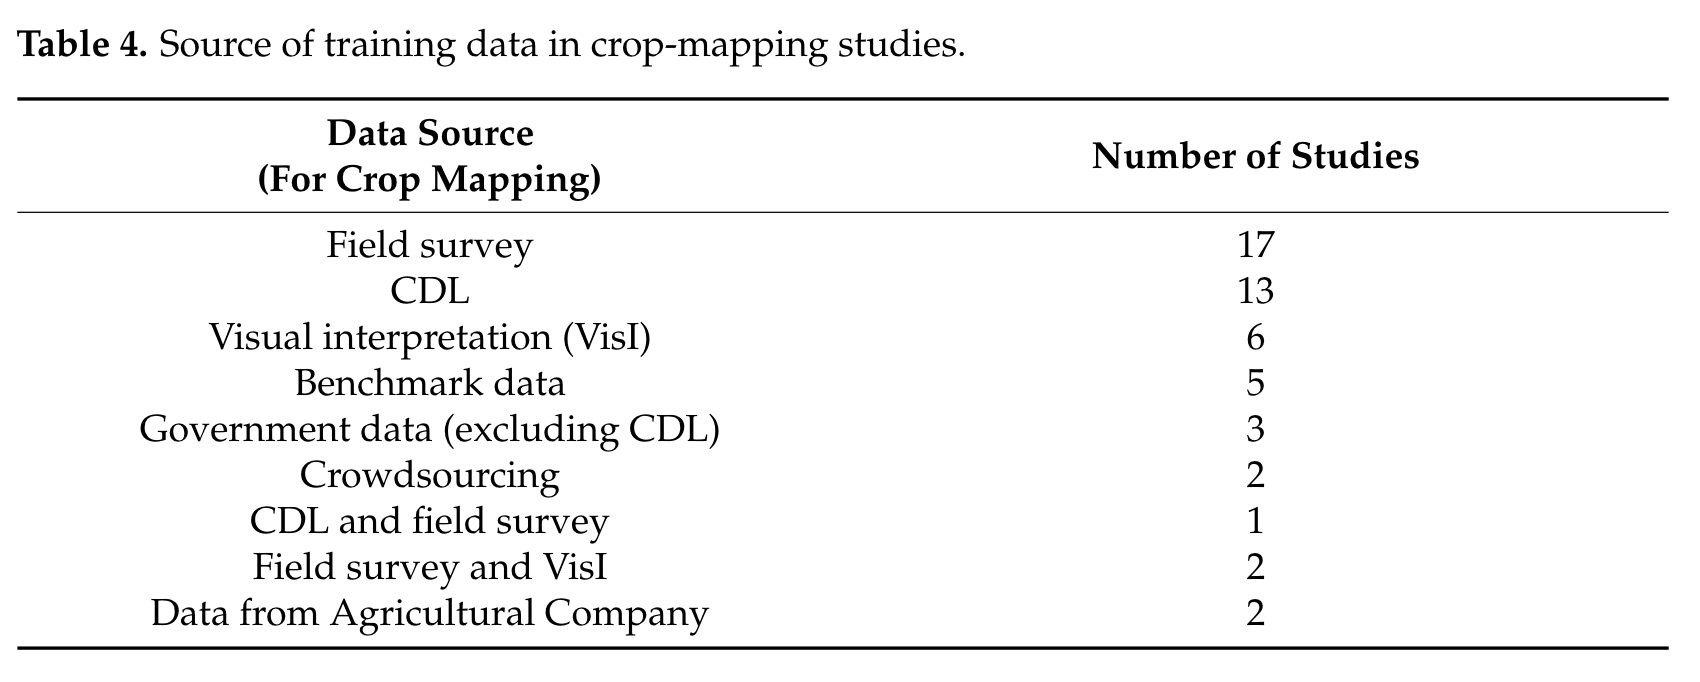 Table 4. Source of training data in crop-mapping studies.
Data Source
(For Crop Mapping)
Number of Studies
Field survey 17
CDL 13
Visual interpretation (VisI) 6
Benchmark data 5
Government data (excluding CDL) 3
Crowdsourcing 2
CDL and field survey 1
Field survey and VisI 2
Data from Agricultural Company 2